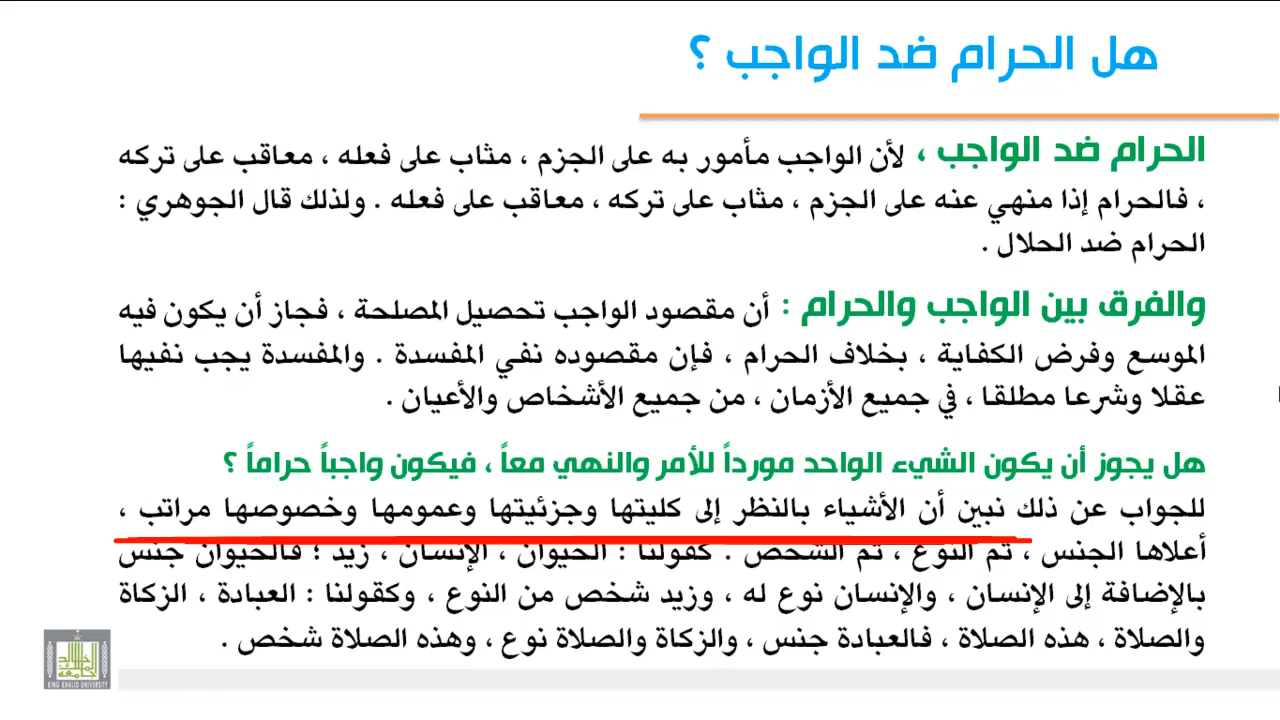 هل الحرام ضد الواجب ؟
الحرام ضد الواجب ، لأن الواجب مأمور به على الجزم ، مثاب على فعله ، معاقب على تركه
، فالحرام إذا منهي عنه على الجزم ، مثاب على تركه ، معاقب على فعله . ولذلك قال الجوهري :
الحرام ضد الحلال .
والفرق بين الواجب والحرام : أن مقصود الواجب تحصيل المصلحة ، فجاز أن يكون فيه
الموسع وفرض الكفاية ، بخلاف الحرام ، فإن مقصوده نفي المفسدة . والمفسدة يجب نفيها
عقلا وشرعا مطلقا ، في جميع الأزمان ، من جميع الأشخاص والأعيان .
هل يجوز أن يكون الشيء الواحد مورداً للأمر والنهي معاً ، فيكون واجباً حراماً ؟
للجواب عن ذلك نبين أن الأشياء بالنظر إلى كليتها وجزئيتها وعمومها وخصوصها مراتب ،
أعلاها الجنس ، ثم النوع ، ثم الشخص . كقولنا : الحيوان ، الإنسان ، زيد ؛ فالحيوان جنس
بالإضافة إلى الإنسان ، والإنسان نوع له ، وزيد شخص من النوع ، وكقولنا : العبادة ، الزكاة
والصلاة ، هذه الصلاة ، فالعبادة جنس ، والزكاة والصلاة نوع ، وهذه الصلاة شخص .
KING KHALID UNIVERSITY